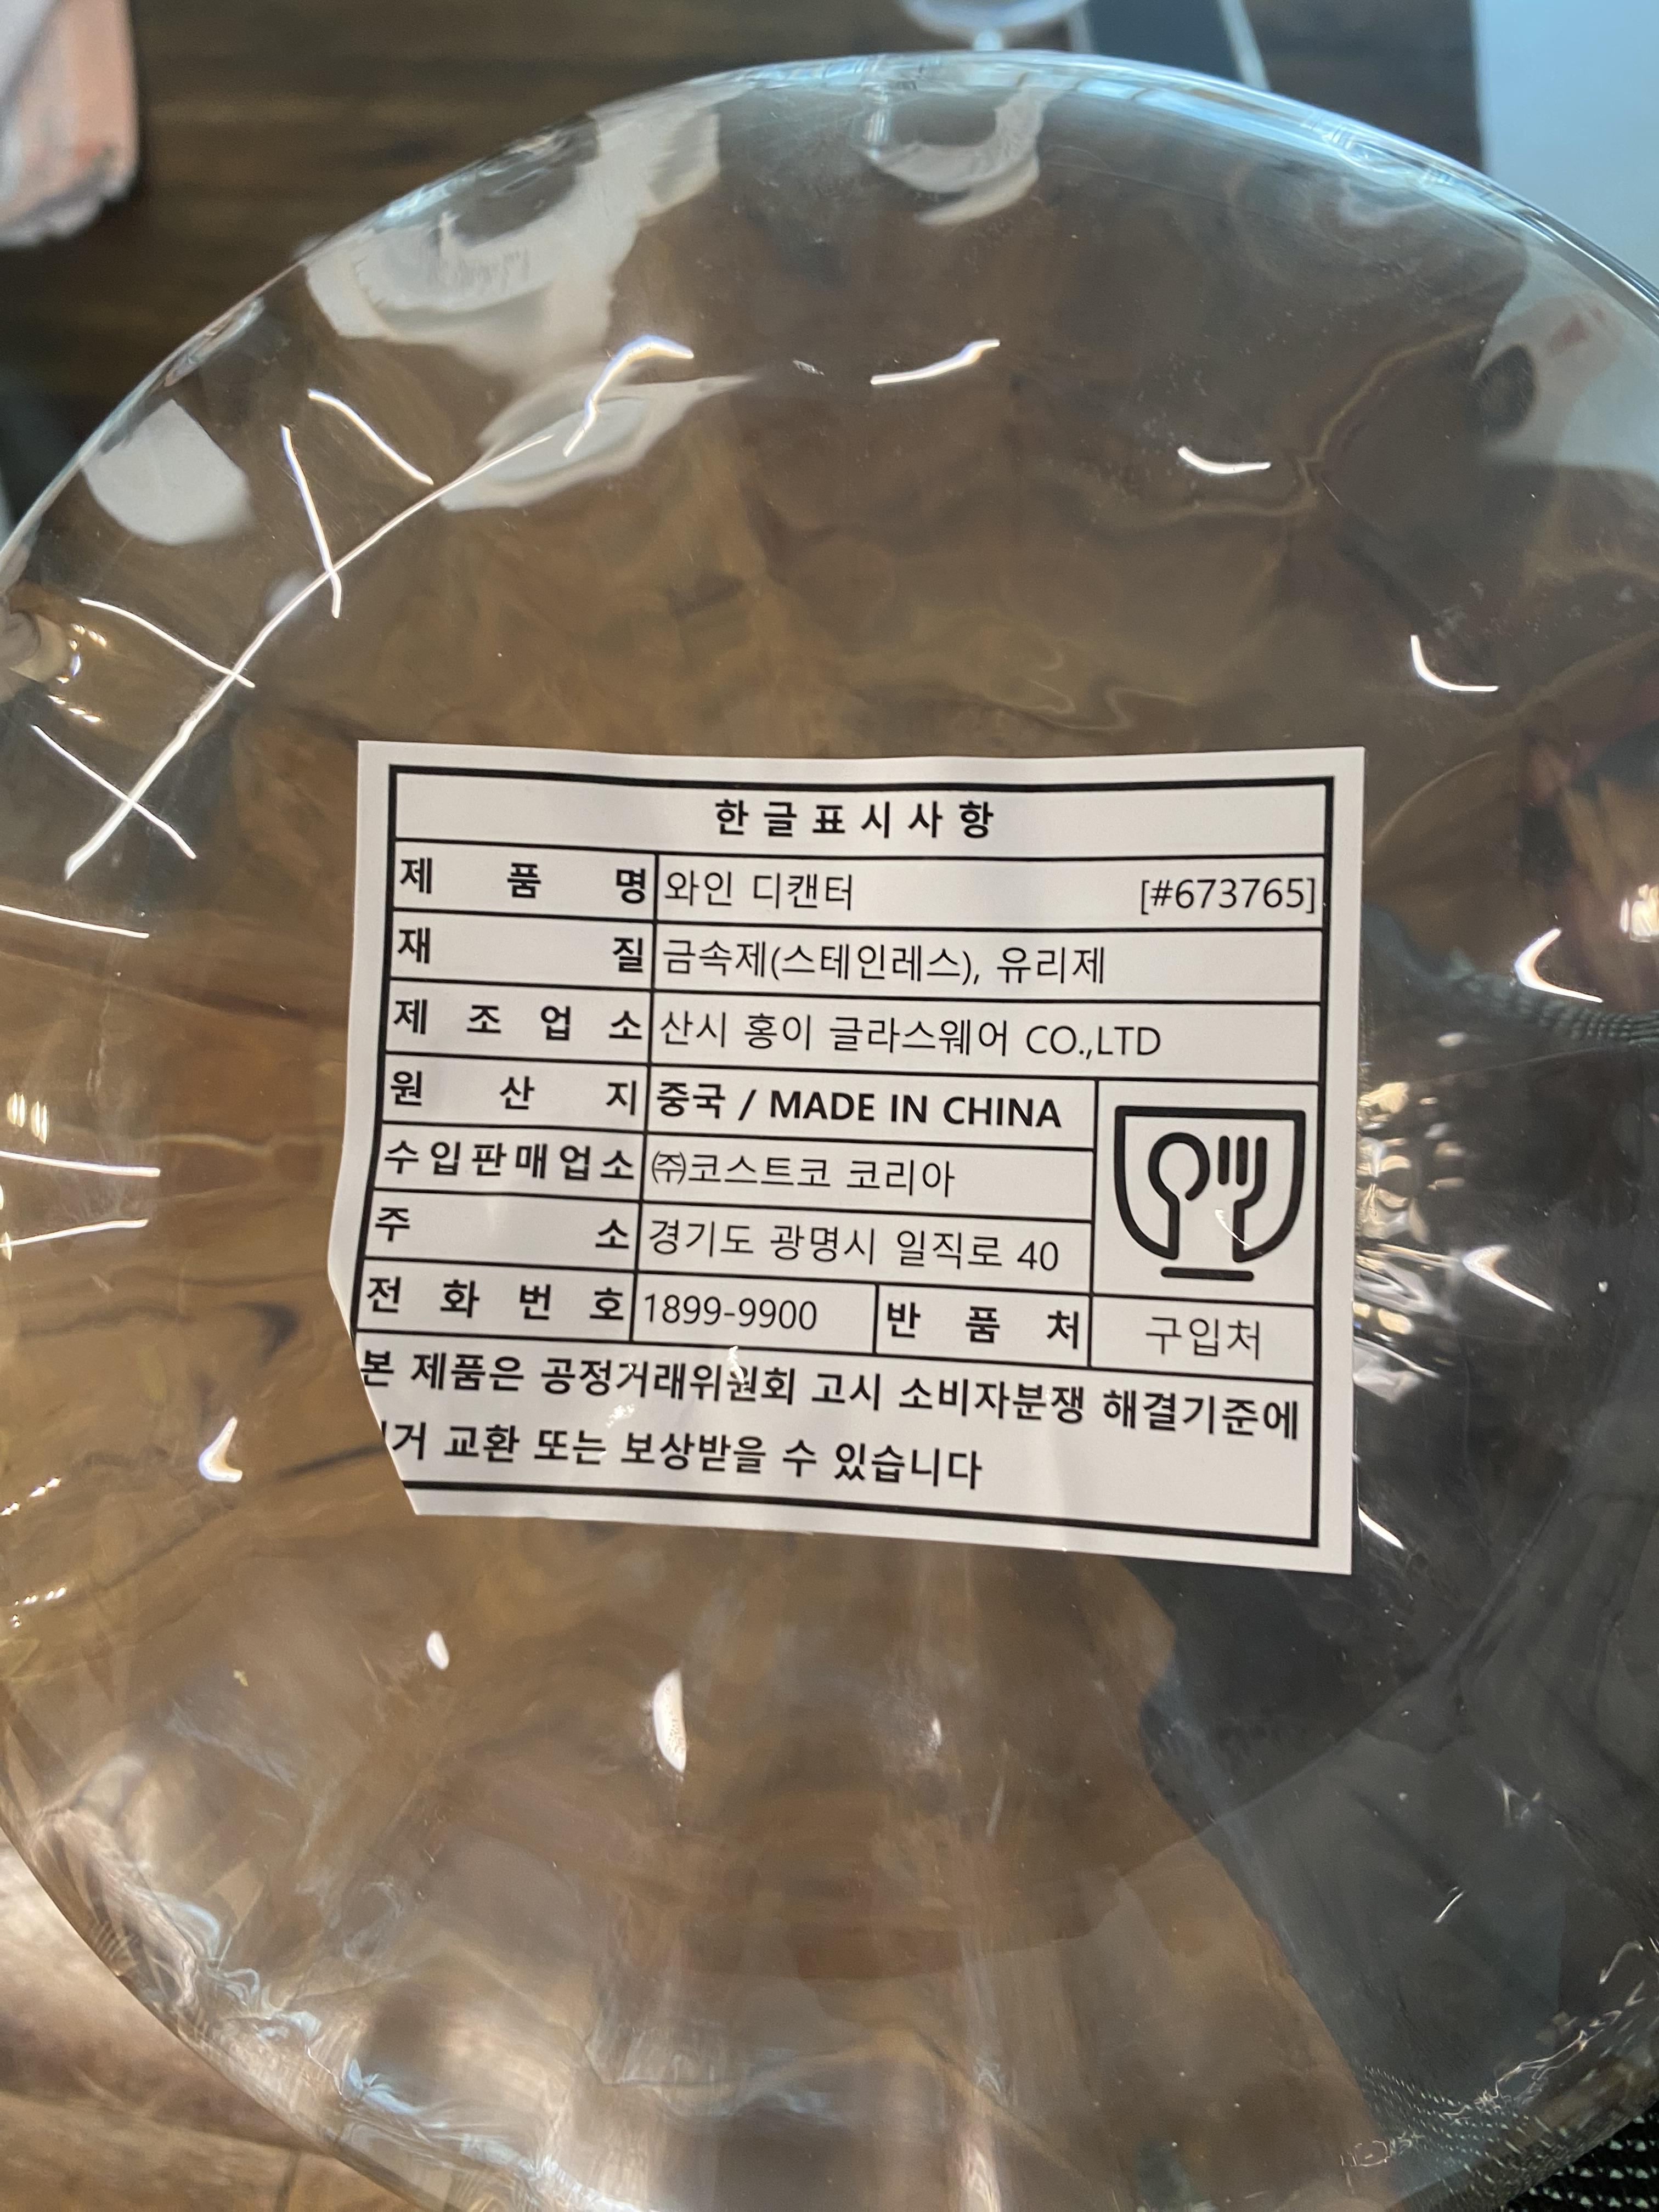 한글표시사항
제품명 와인 디캔터 [#673765]
재질 금속제(스테인레스), 유리제
제조업소 산시 홍이 글라스웨어 CO.,LTD
원산지 중국 / MADE IN CHINA
수입판매업소 ㈜코스트코 코리아
주소 경기도 광명시 일직로 40
전화번호 1899-9900 반품처 구입처
본 제품은 공정거래위원회 고시 소비자분쟁 해결기준에
교환 또는 보상받을 수 있습니다